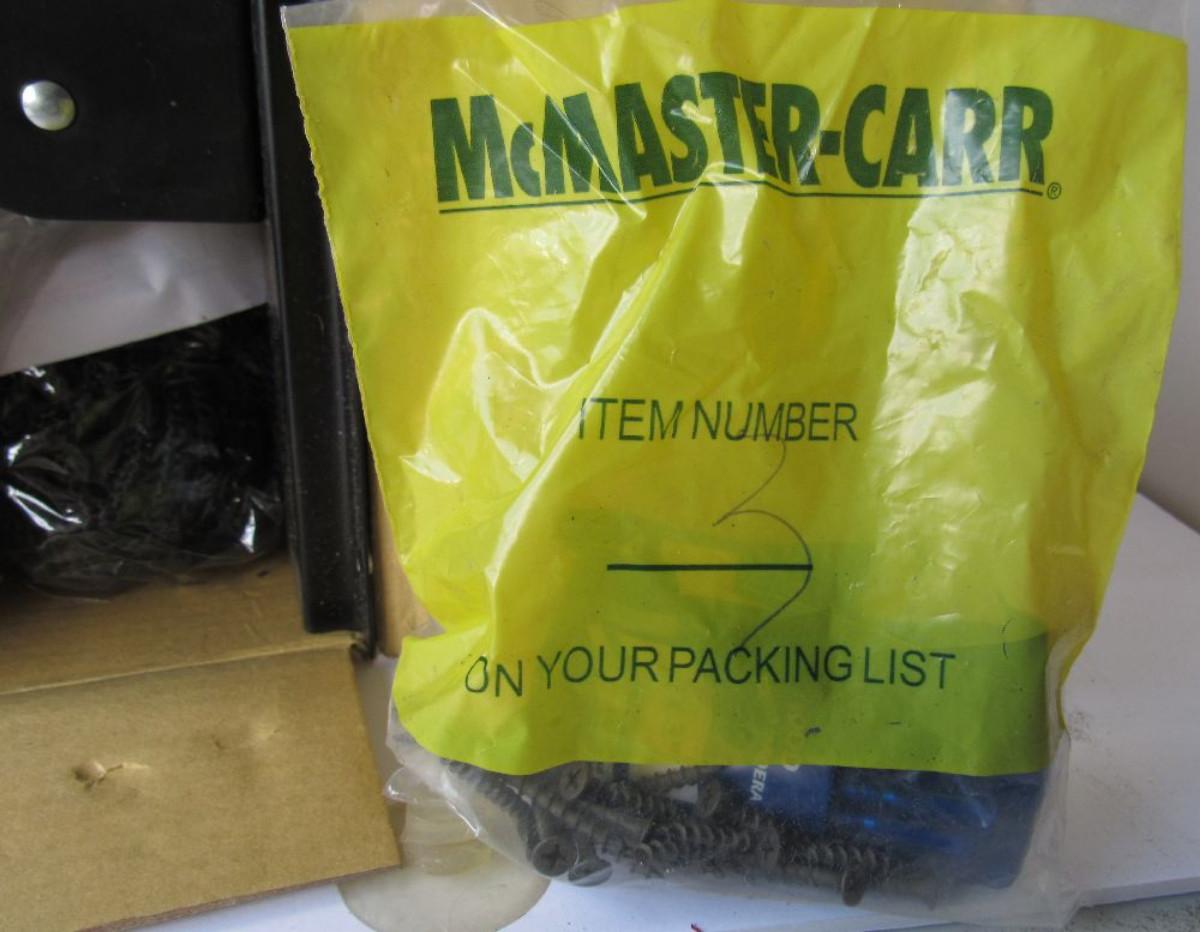 McMASTER-CARR®
ITEM NUMBER
3
ON YOUR PACKING LIST